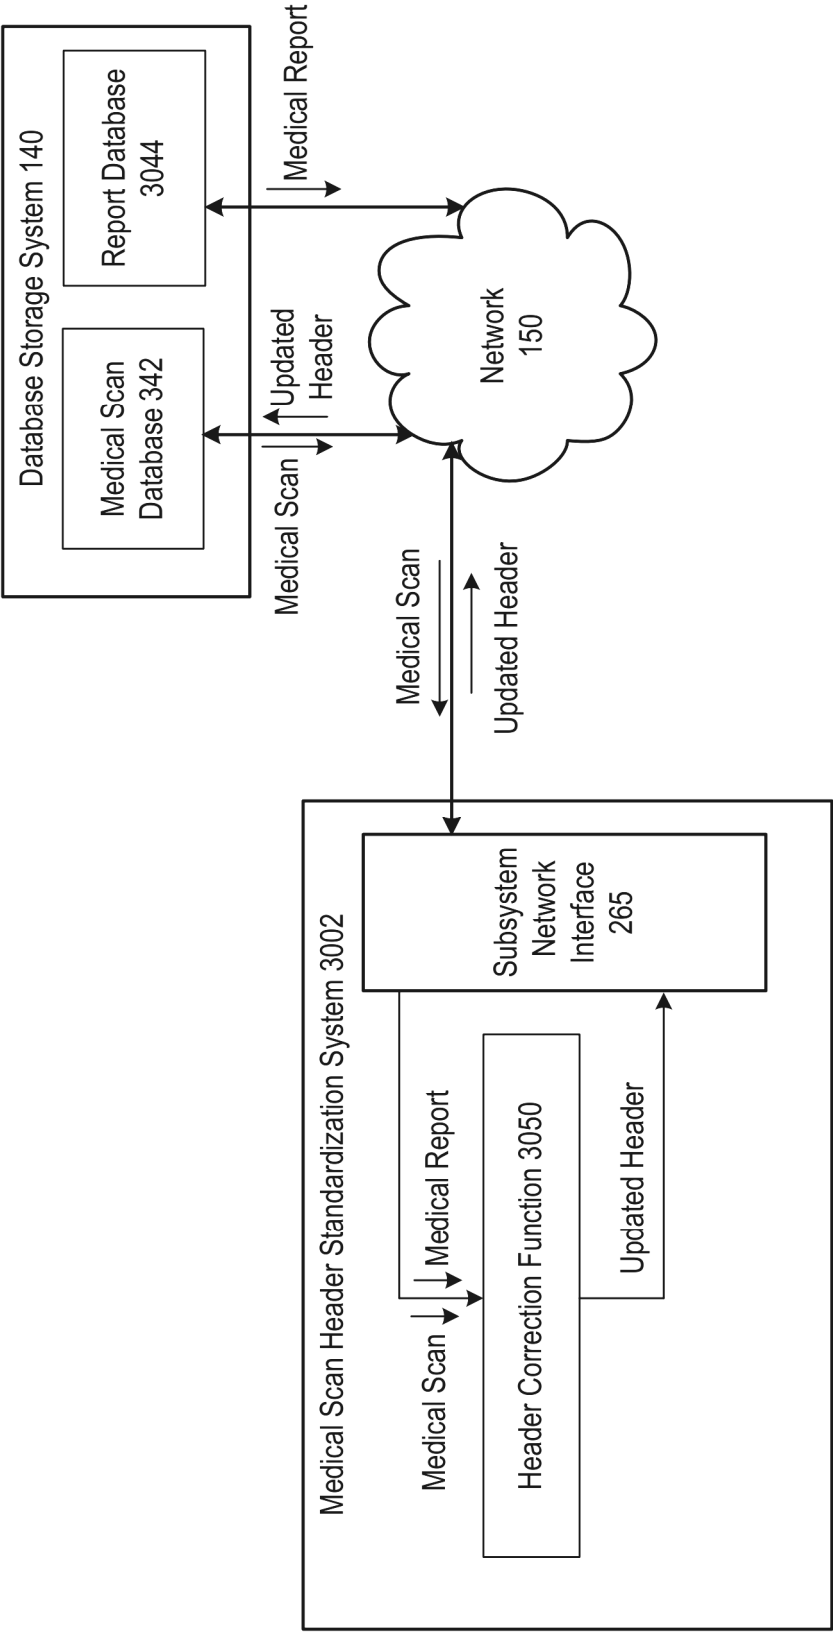 Database Storage System 140
Medical Scan
Database 342
Report Database
3044
Medical Scan
Updated
Header
Medical Report
Network
150
Medical Scan
Updated Header
Medical Scan Header Standardization System 3002
Medical Scan
Medical Report
Header Correction Function 3050
Updated Header
Subsystem
Network
Interface
265